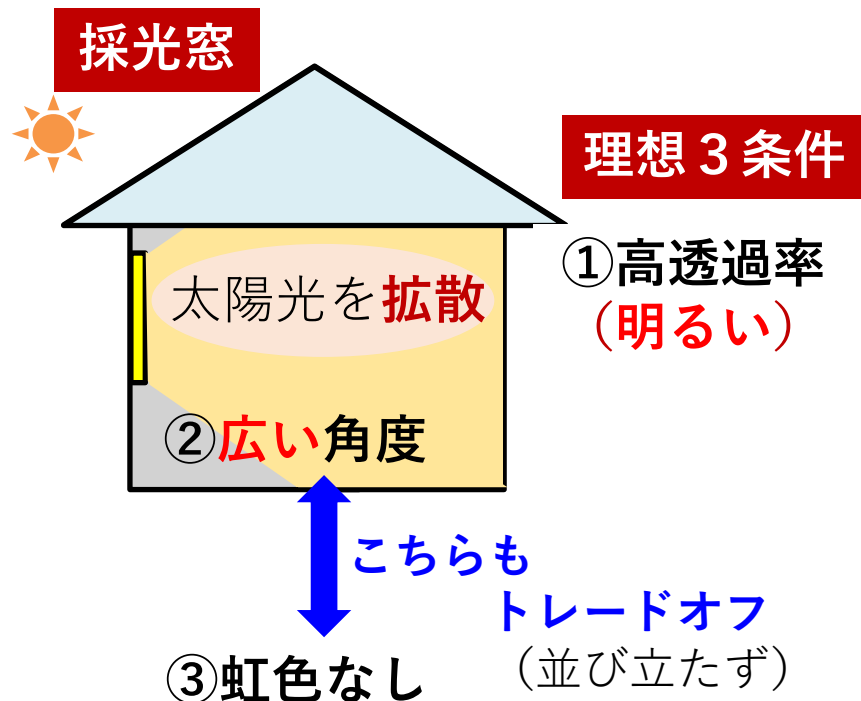 採光窓
理想３条件
①高透過率
（明るい）
太陽光を拡散
②広い角度
こちらも
トレードオフ
（並び立たず）
③虹色なし